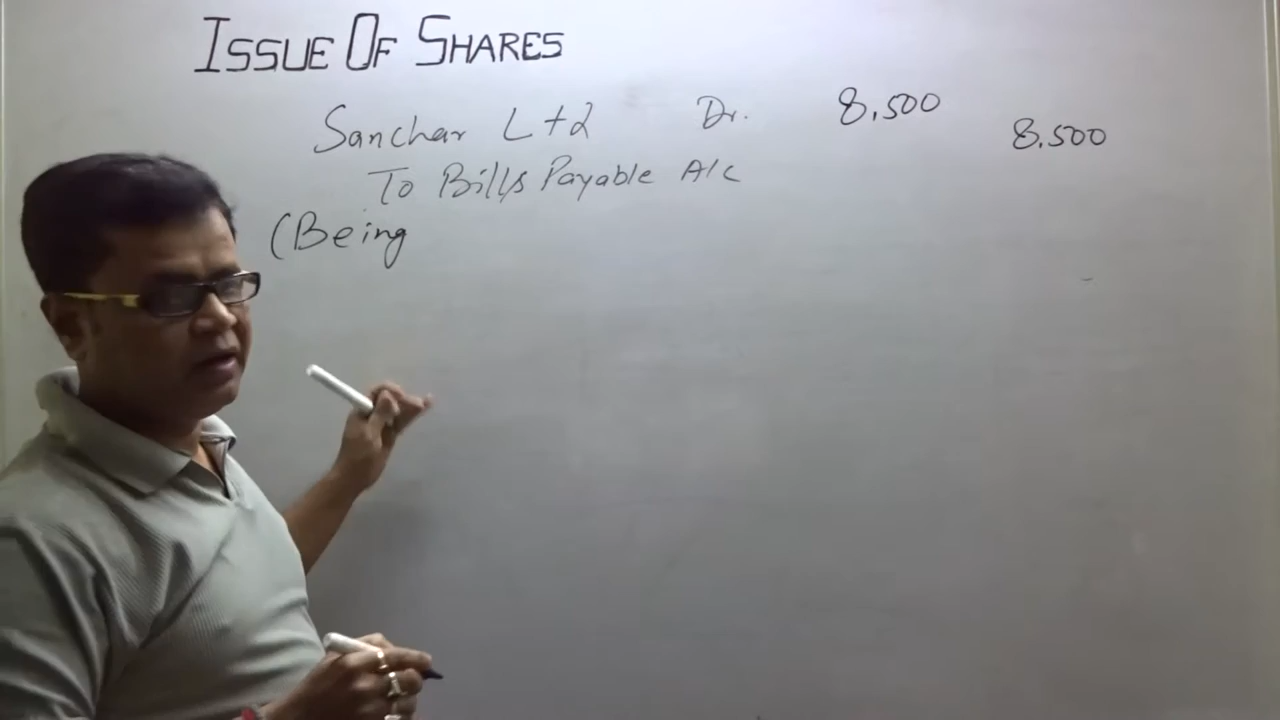 ISSUE OF SHARES
Sanchar Ltd Dr. 8,500
To Bills Payable A/c 8,500
(Being